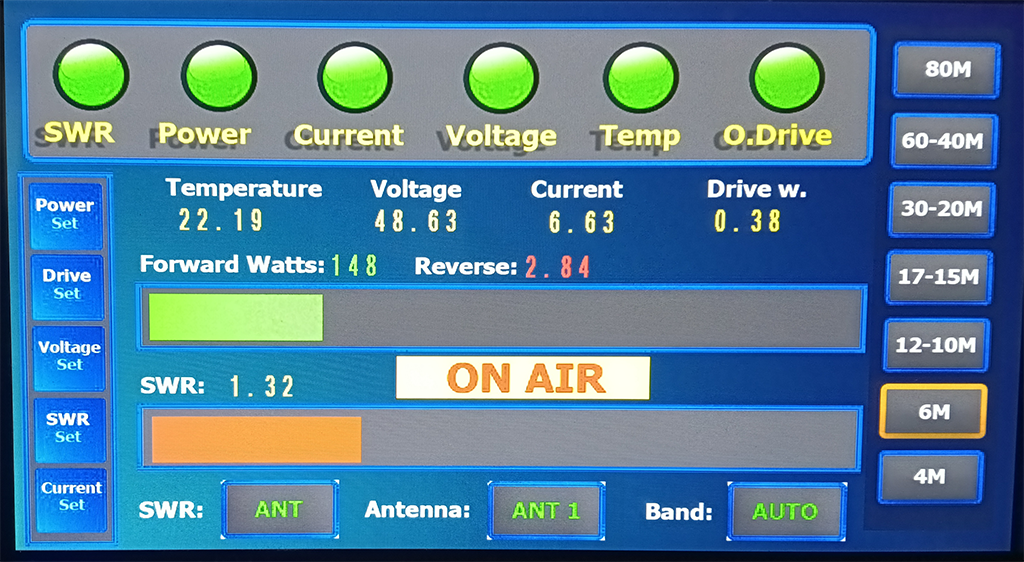 SWR Power Current Voltage Temp O.Drive
80M
60-40M
30-20M
17-15M
12-10M
6M
4M
Power
Set
Drive
Set
Voltage
Set
SWR
Set
Current
Set
Temperature Voltage Current Drive w.
22.19 48.63 6.63 0.38
Forward Watts: 148 Reverse: 2.84
SWR: 1.32 ON AIR
SWR: ANT Antenna: ANT 1 Band: AUTO